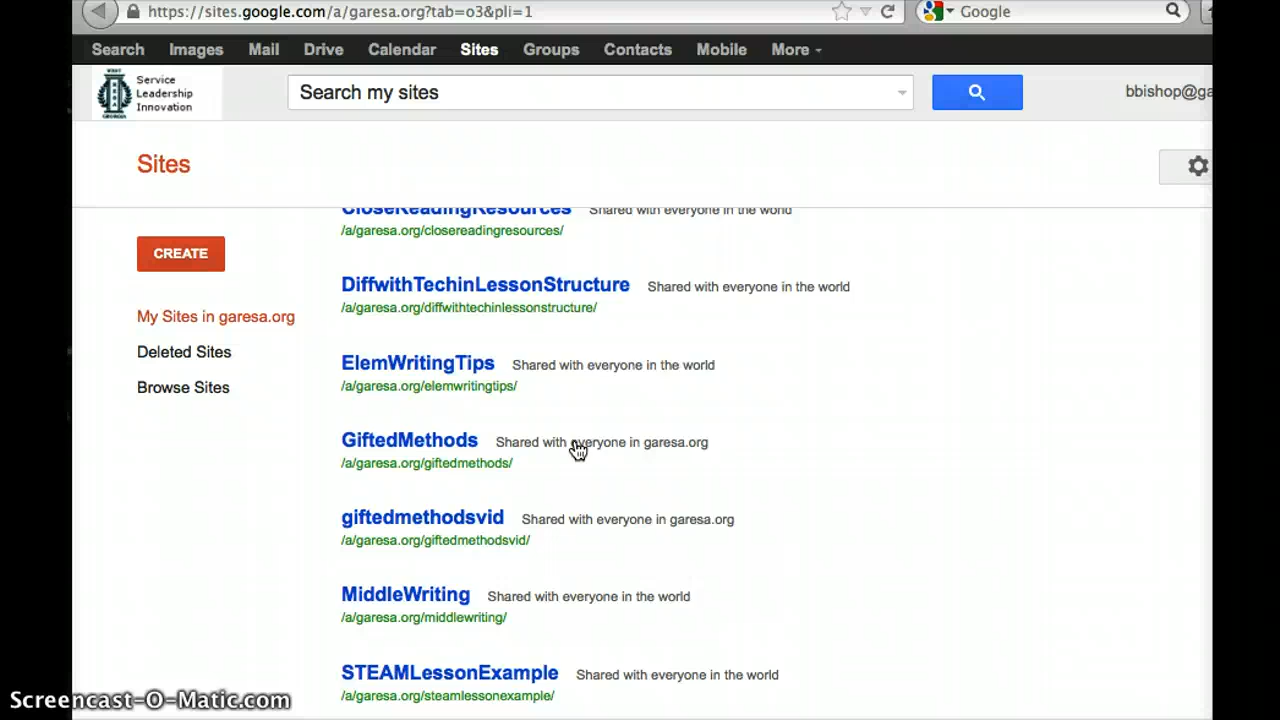 https://sites.google.com/a/garesa.org?tab=o3&pli=1
Google
Search Images Mail Drive Calendar Sites Groups Contacts Mobile More
Service
Leadership
Innovation
Search my sites
bbishop@ga
Sites
CREATE
My Sites in garesa.org
Deleted Sites
Browse Sites
CloseReadingResources Shared with everyone in the world
/a/garesa.org/closereadingresources/
DiffwithTechinLessonStructure Shared with everyone in the world
/a/garesa.org/diffwithtechinlessonstructure/
ElemWritingTips Shared with everyone in the world
/a/garesa.org/elemwritingtips/
GiftedMethods Shared with everyone in garesa.org
/a/garesa.org/giftedmethods/
giftedmethodsvid Shared with everyone in garesa.org
/a/garesa.org/giftedmethodsvid/
MiddleWriting Shared with everyone in the world
/a/garesa.org/middlewriting/
STEAMLessonExample Shared with everyone in the world
/a/garesa.org/steamlessonexample/
Screencast-O-Matic.com